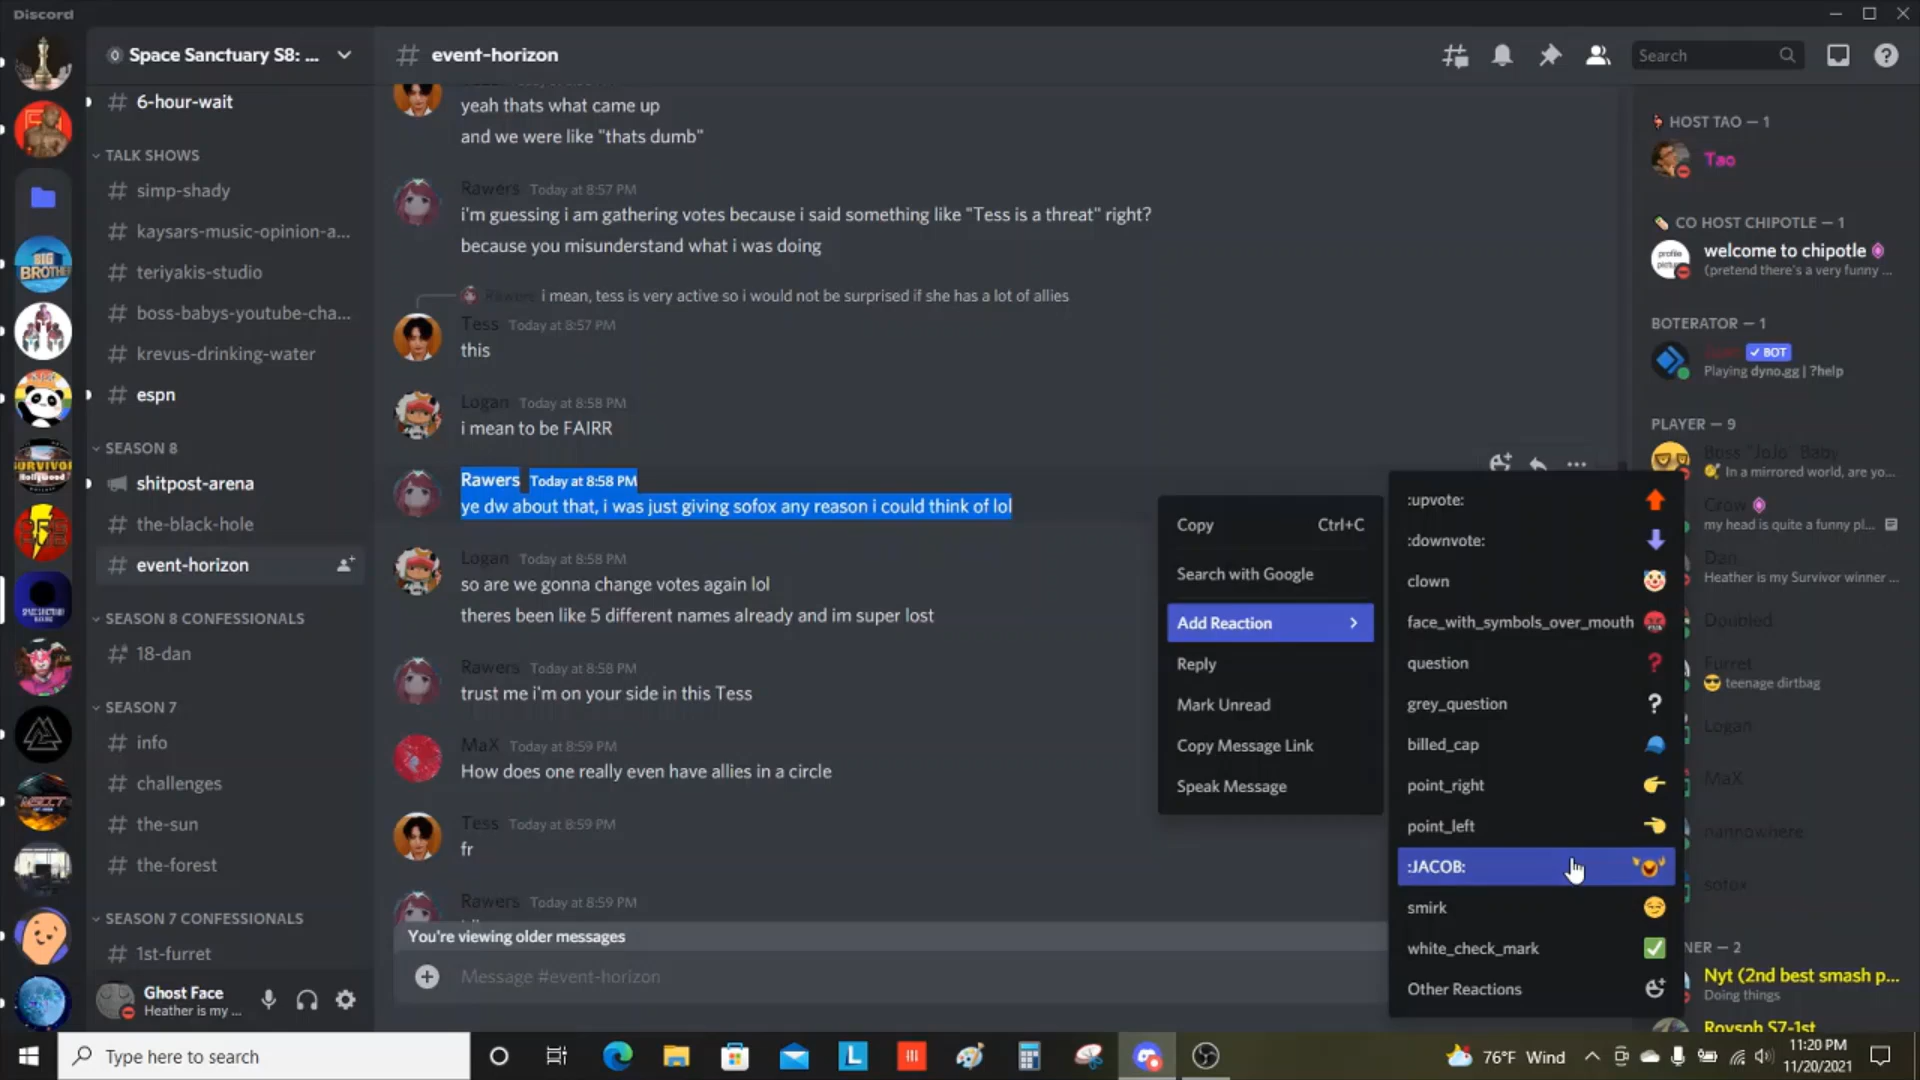 Discord
Space Sanctuary S8: ...
6-hour-wait
TALK SHOWS
simp-shady
kaysars-music-opinion-a...
teriyakis-studio
boss-babys-youtube-cha...
krevus-drinking-water
espn
SEASON 8
shitpost-arena
the-black-hole
event-horizon
SEASON 8 CONFESSIONALS
18-dan
SEASON 7
info
challenges
the-sun
the-forest
SEASON 7 CONFESSIONALS
1st-furret
Ghost Face
Heather is my ...
event-horizon
Search
yeah thats what came up
and we were like "thats dumb"
Rawers Today at 8:57 PM
i'm guessing i am gathering votes because i said something like "Tess is a threat" right?
because you misunderstand what i was doing
Rawers i mean, tess is very active so i would not be surprised if she has a lot of allies
Tess Today at 8:57 PM
this
Logan Today at 8:58 PM
i mean to be FAIRR
Rawers Today at 8:58 PM
ye dw about that, i was just giving sofox any reason i could think of lol
Logan Today at 8:58 PM
so are we gonna change votes again lol
theres been like 5 different names already and im super lost
Rawers Today at 8:58 PM
trust me i'm on your side in this Tess
MaX Today at 8:59 PM
How does one really even have allies in a circle
Tess Today at 8:59 PM
fr
Rawers Today at 8:59 PM
You're viewing older messages
Message #event-horizon
Copy Ctrl+C
Search with Google
Add Reaction
Reply
Mark Unread
Copy Message Link
Speak Message
:upvote:
:downvote:
clown
face_with_symbols_over_mouth
question
grey_question
billed_cap
point_right
point_left
:JACOB:
smirk
white_check_mark
Other Reactions
HOST TAO — 1
Tao
CO HOST CHIPOTLE — 1
welcome to chipotle
(pretend there's a very funny ...
BOTERATOR — 1
BOT
Playing dyno.gg | ?help
PLAYER — 9
Boss "JoJo" Baby
In a mirrored world, are yo...
Crow
my head is quite a funny pl...
Dan
Heather is my Survivor winner ...
Doubled
Furret
teenage dirtbag
Logan
MaX
nannowhere
sofox
NER — 2
Nyt (2nd best smash p...
Doing things
Roysph S7-1st
BIG
BROTHER
SURVIVOR
Type here to search
L
76°F Wind
11:20 PM
11/20/2021